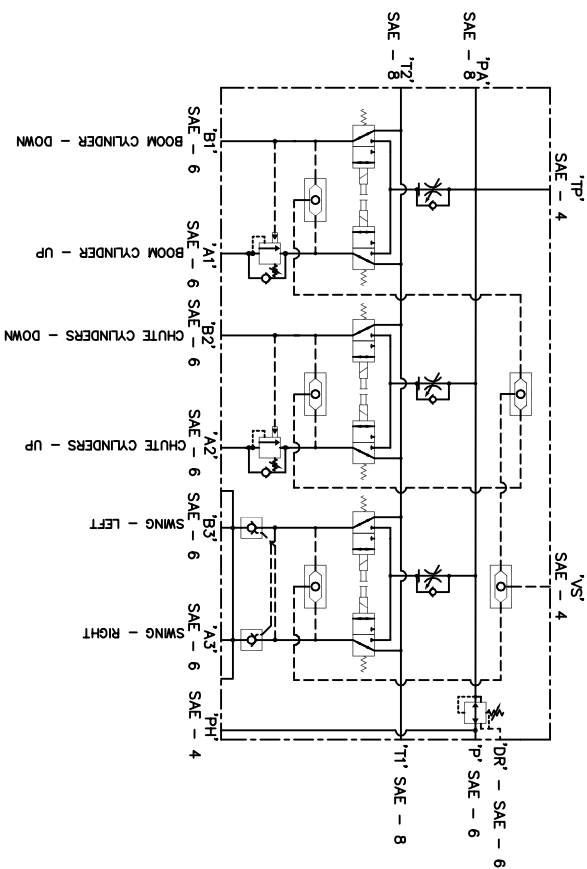 'T2'
SAE - 8
'PA'
SAE - 8
'TP'
SAE - 4
'B1'
SAE - 6
BOOM CYLINDER - DOWN
'A1'
SAE - 6
BOOM CYLINDER - UP
'B2'
SAE - 6
CHUTE CYLINDERS - DOWN
'A2'
SAE - 6
CHUTE CYLINDERS - UP
'B3'
SAE - 6
SWING - LEFT
'A3'
SAE - 6
SWING - RIGHT
'PH'
SAE - 4
'VS'
SAE - 4
'T1' SAE - 8
'P' SAE - 6
'DR' - SAE - 6